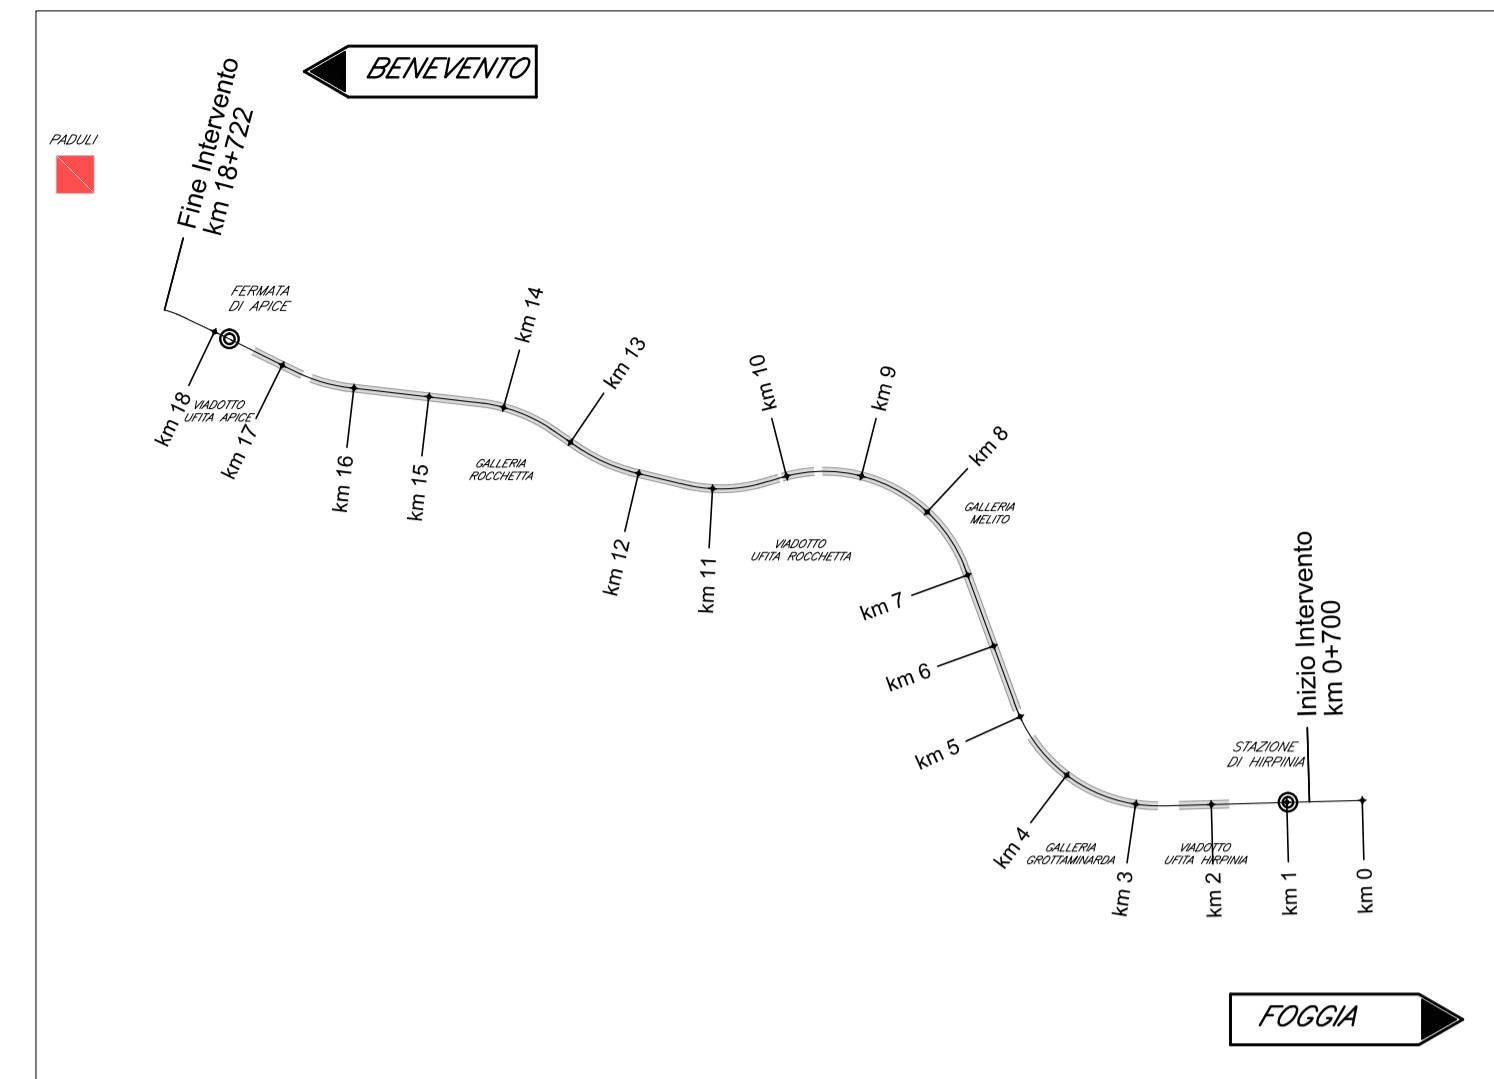 BENEVENTO
PADULI
Fine Intervento
km 18+722
FERMATA
DI APICE
km 18
VIADOTTO
UFITA APICE
km 17
km 16
km 15
km 14
GALLERIA
ROCCHETTA
km 13
km 12
km 11
km 10
VIADOTTO
UFITA ROCCHETTA
km 9
km 8
GALLERIA
MELITO
km 7
km 6
km 5
km 4
GALLERIA
GROTTAMINARDA
km 3
VIADOTTO
UFITA HIRPINIA
km 2
STAZIONE
DI HIRPINIA
Inizio Intervento
km 0+700
km 1
km 0
FOGGIA